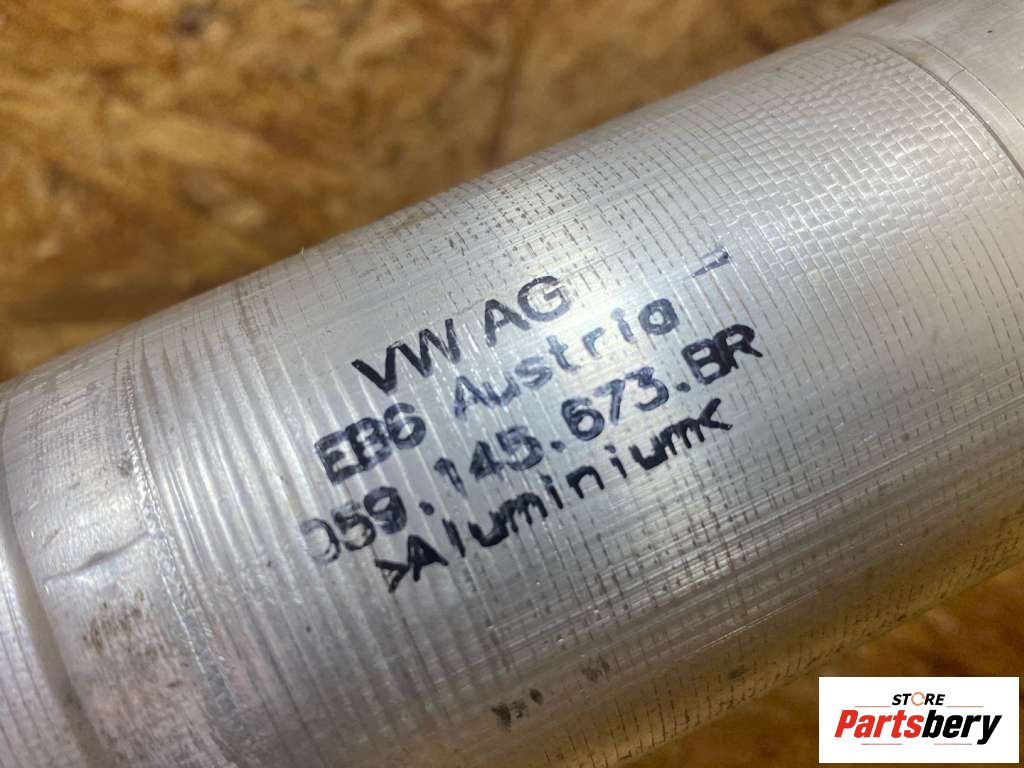 VW AG
EB6 Austria
059.145.673.BR
>Aluminium<
STORE
Partsbery